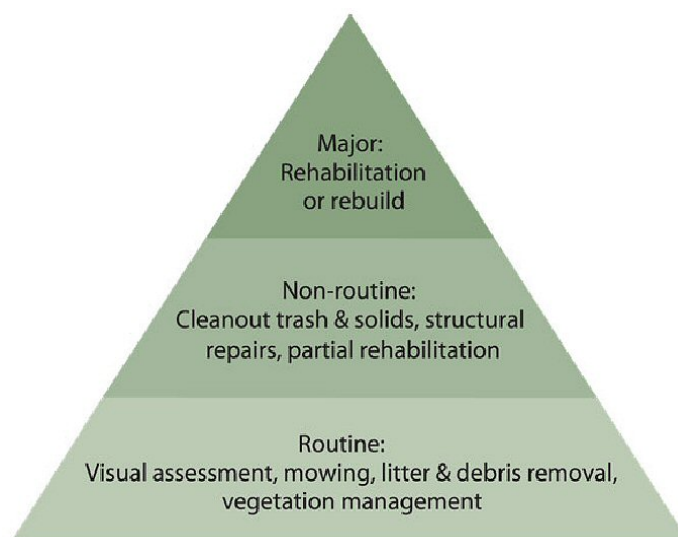 Major:
Rehabilitation
or rebuild
Non-routine:
Cleanout trash & solids, structural
repairs, partial rehabilitation
Routine:
Visual assessment, mowing, litter & debris removal,
vegetation management